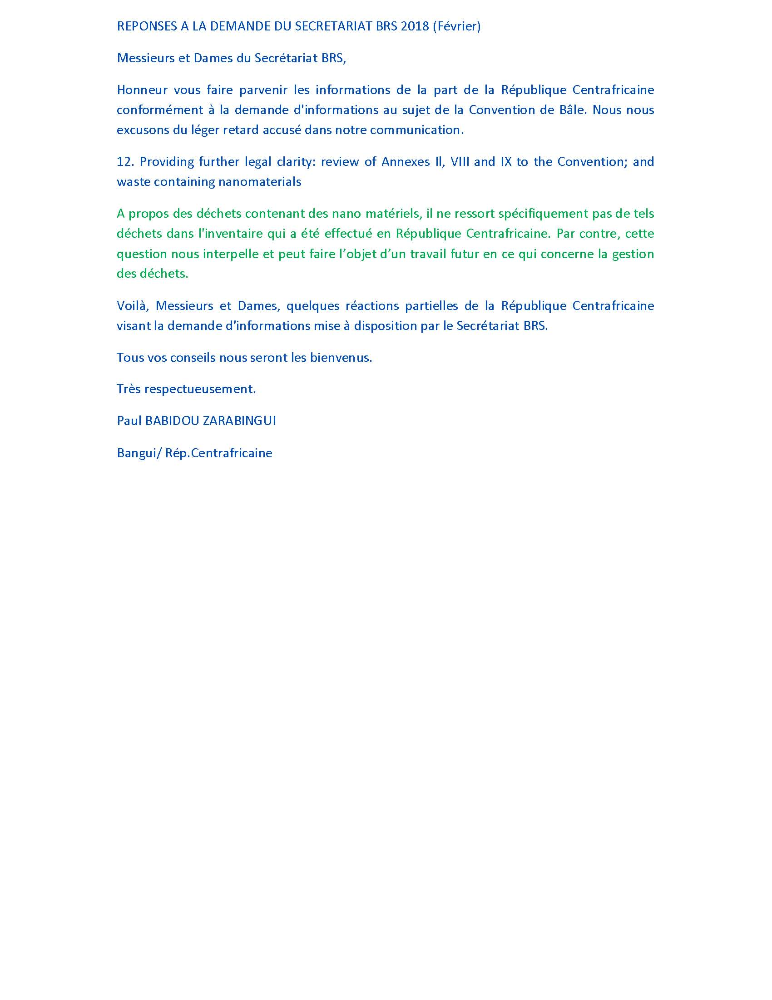 REPONSES A LA DEMANDE DU SECRETARIAT BRS 2018 (Février)
Messieurs et Dames du Secrétariat BRS,
Honneur vous faire parvenir les informations de la part de la République Centrafricaine
conformément à la demande d'informations au sujet de la Convention de Bâle. Nous nous
excusons du léger retard accusé dans notre communication.
12. Providing further legal clarity: review of Annexes Il, VIII and IX to the Convention; and
waste containing nanomaterials
A propos des déchets contenant des nano matériels, il ne ressort spécifiquement pas de tels
déchets dans l'inventaire qui a été effectué en République Centrafricaine. Par contre, cette
question nous interpelle et peut faire l’objet d’un travail futur en ce qui concerne la gestion
des déchets.
Voilà, Messieurs et Dames, quelques réactions partielles de la République Centrafricaine
visant la demande d'informations mise à disposition par le Secrétariat BRS.
Tous vos conseils nous seront les bienvenus.
Très respectueusement.
Paul BABIDOU ZARABINGUI
Bangui/ Rép.Centrafricaine